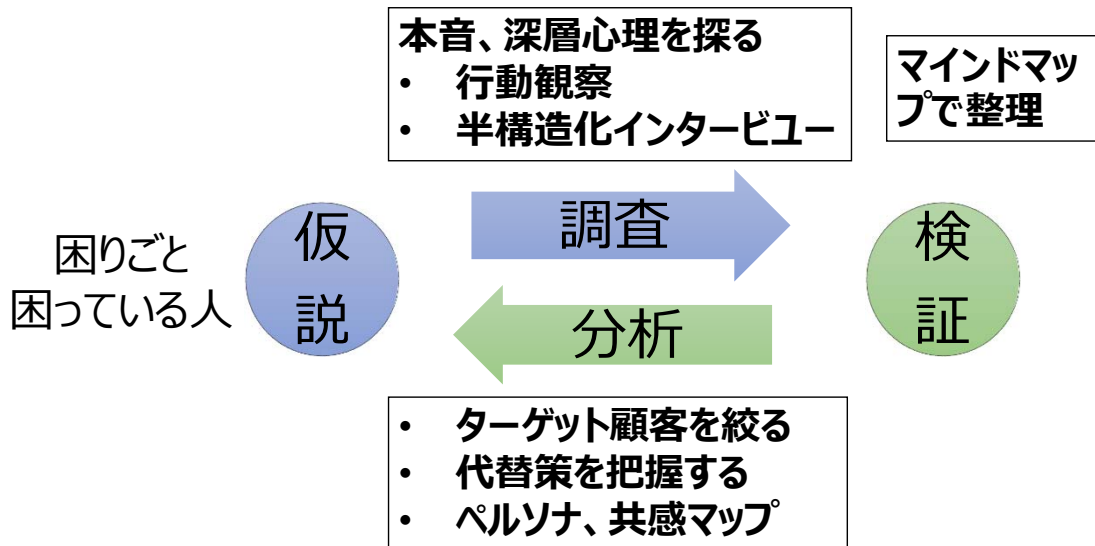 本音、深層心理を探る
• 行動観察
• 半構造化インタービュー
マインドマッ
プで整理
困りごと
困っている人
仮
説
調査
検
証
分析
• ターゲット顧客を絞る
• 代替策を把握する
• ペルソナ、共感マップ